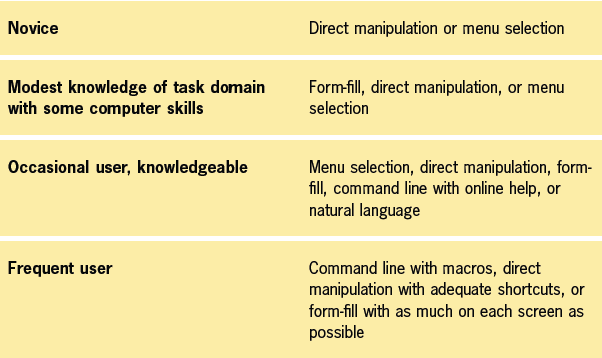 Novice
Direct manipulation or menu selection
Modest knowledge of task domain
with some computer skills
Form-fill, direct manipulation, or menu
selection
Occasional user, knowledgeable
Menu selection, direct manipulation, form-
fill, command line with online help, or
natural language
Frequent user
Command line with macros, direct
manipulation with adequate shortcuts, or
form-fill with as much on each screen as
possible